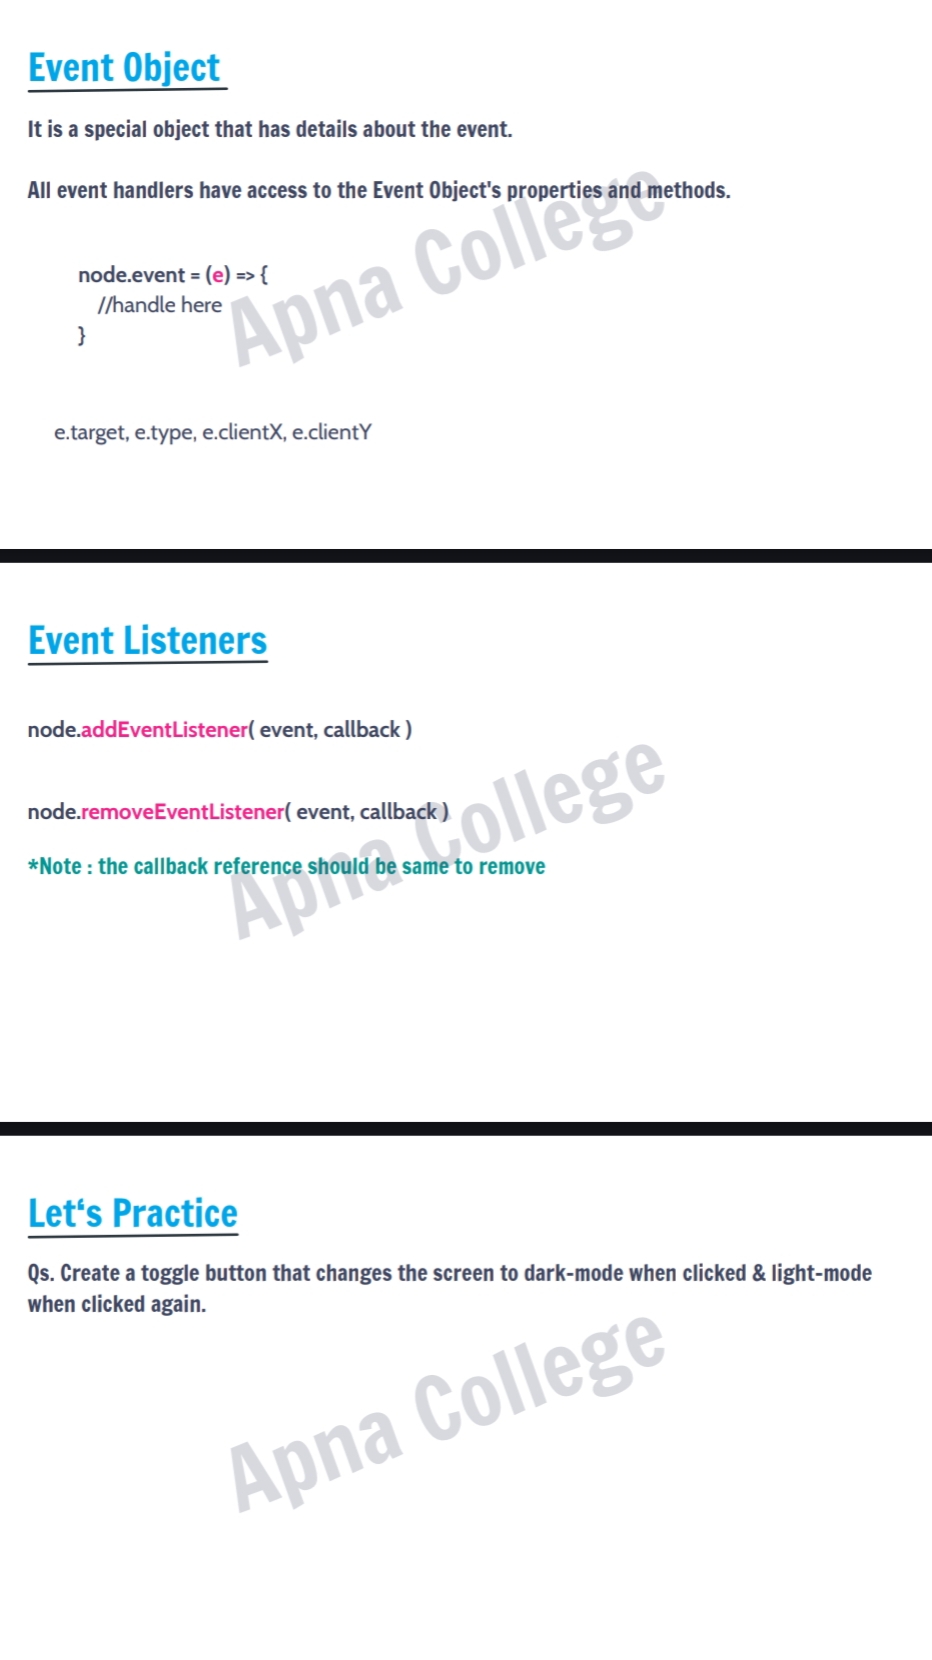 Event Object
It is a special object that has details about the event.
All event handlers have access to the Event Object's properties and methods.
node.event = (e) => {
//handle here
}
Apna College
e.target, e.type, e.clientX, e.clientY
Event Listeners
node.addEventListener( event, callback )
node.removeEventListener( event, callback )
*Note : the callback reference should be same to remove
Apna College
Let‘s Practice
Qs. Create a toggle button that changes the screen to dark-mode when clicked & light-mode
when clicked again.
Apna College